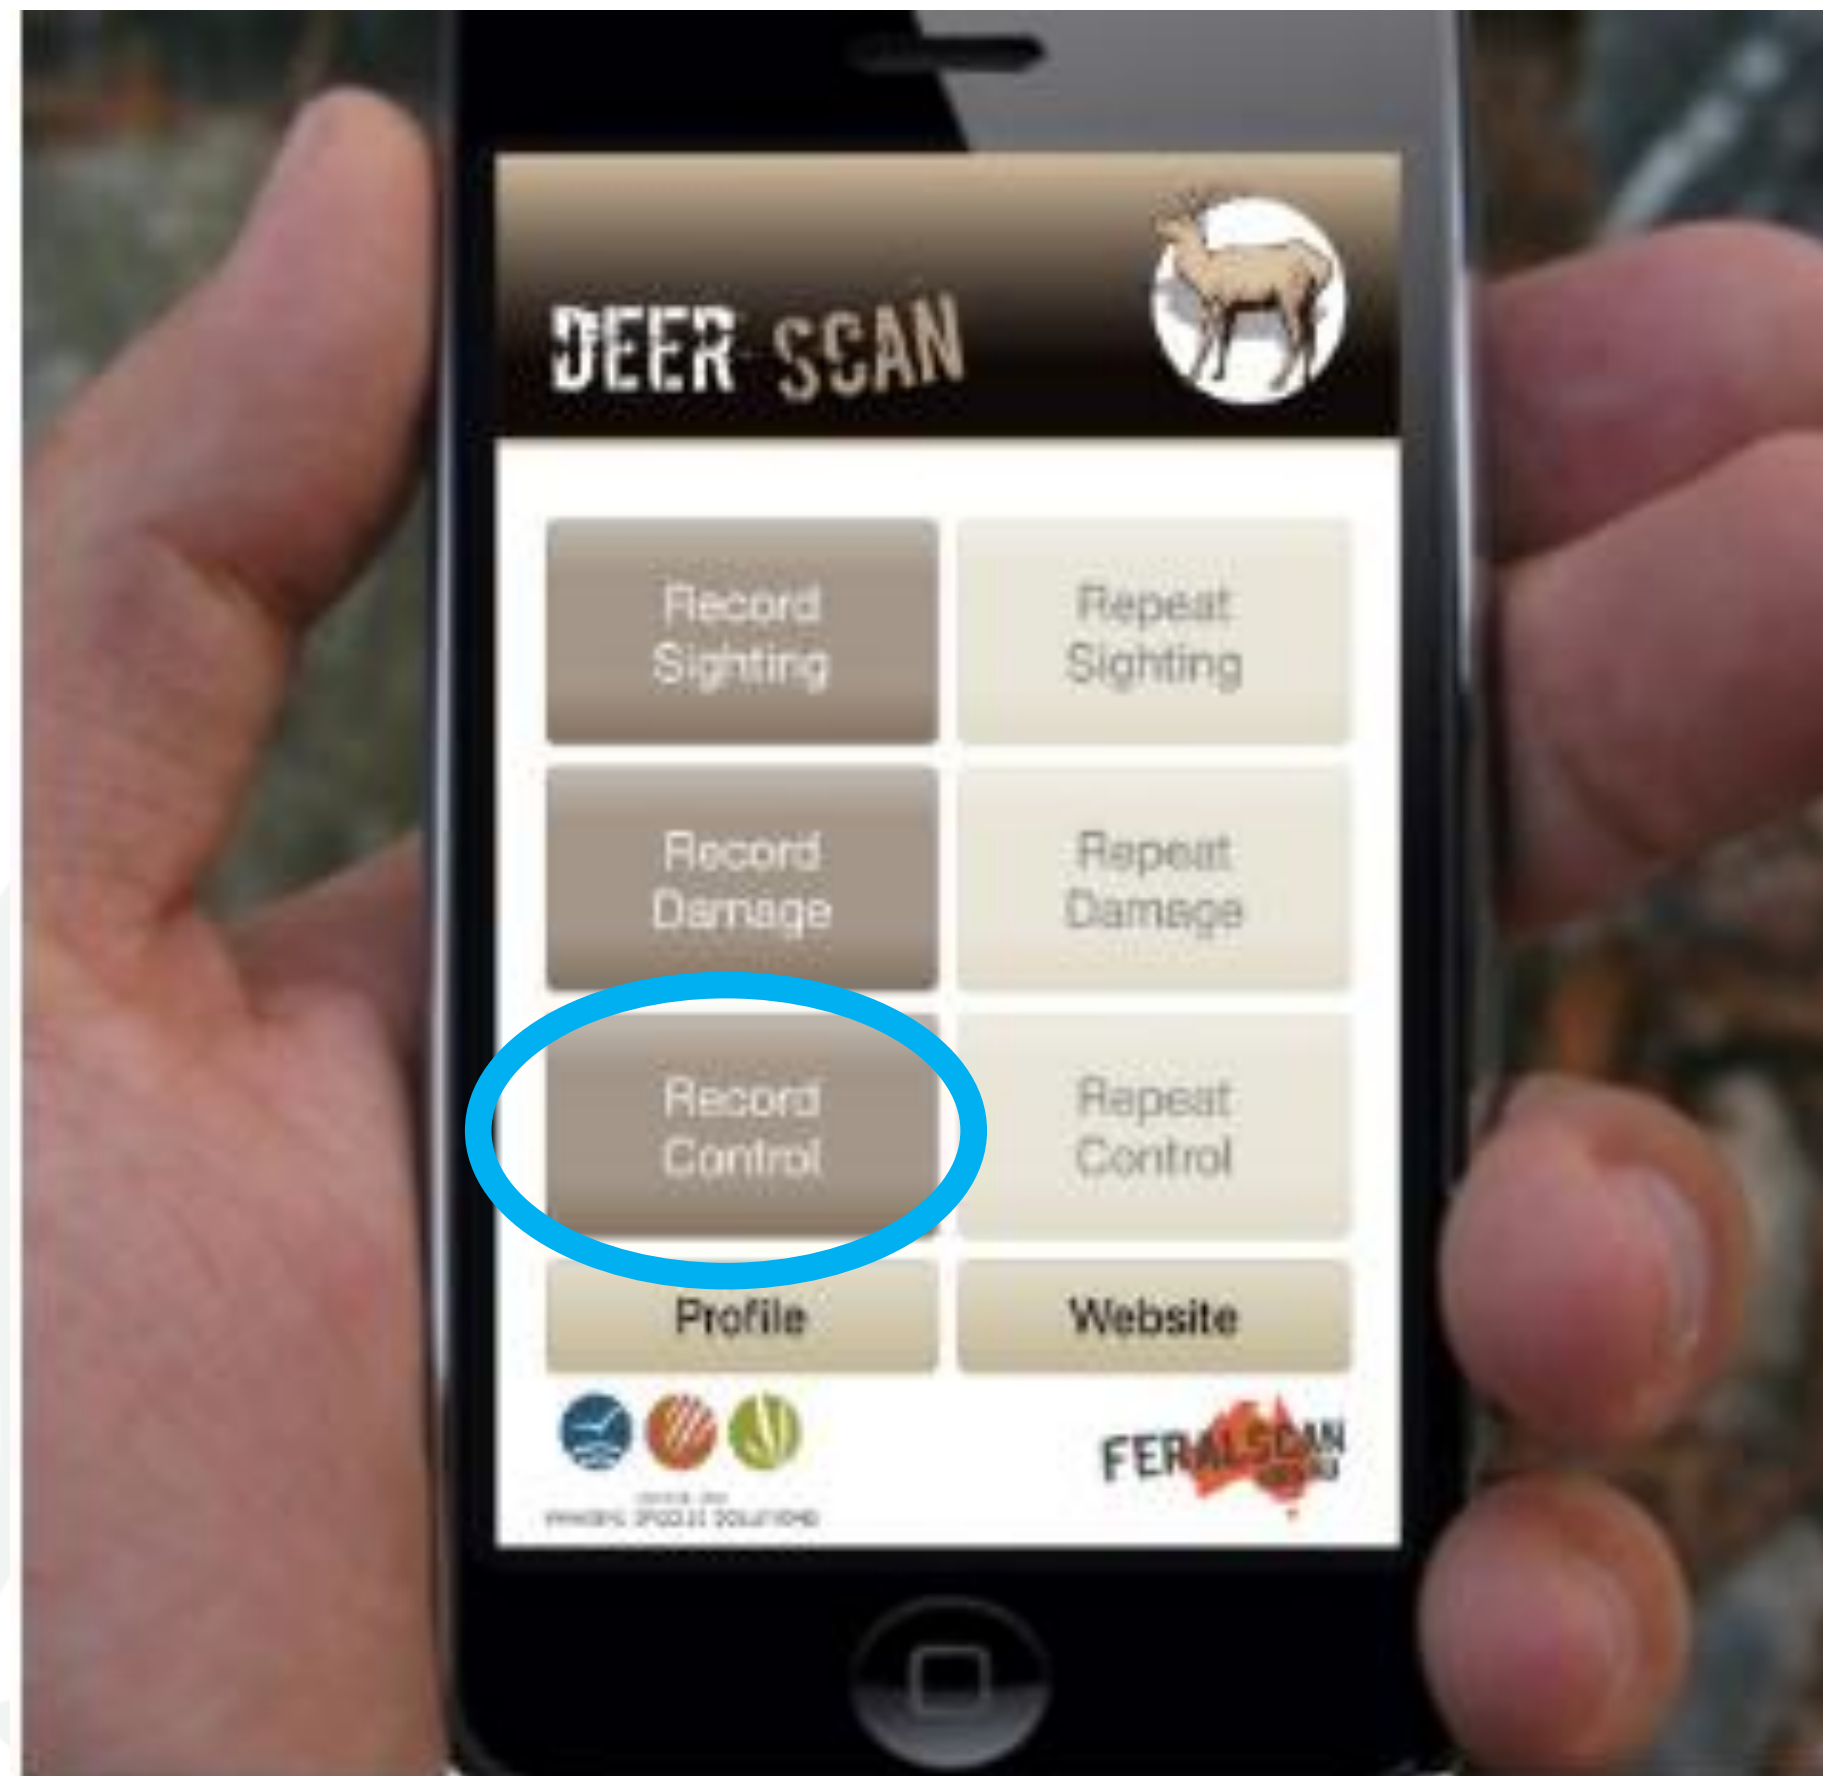 DEER SCAN
Record
Sighting
Repeat
Sighting
Record
Damage
Repeat
Damage
Record
Control
Repeat
Control
Profile
Website
FERALSCAN